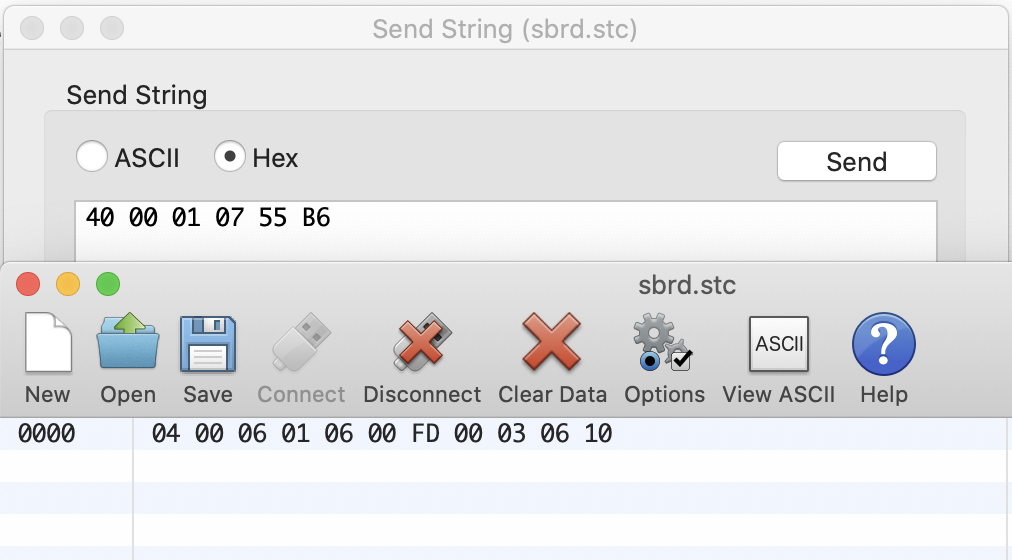 Send String (sbrd.stc)
Send String
ASCII Hex Send
40 00 01 07 55 B6
sbrd.stc
ASCII ?
New Open Save Connect Disconnect Clear Data Options View ASCII Help
0000 04 00 06 01 06 00 FD 00 03 06 10